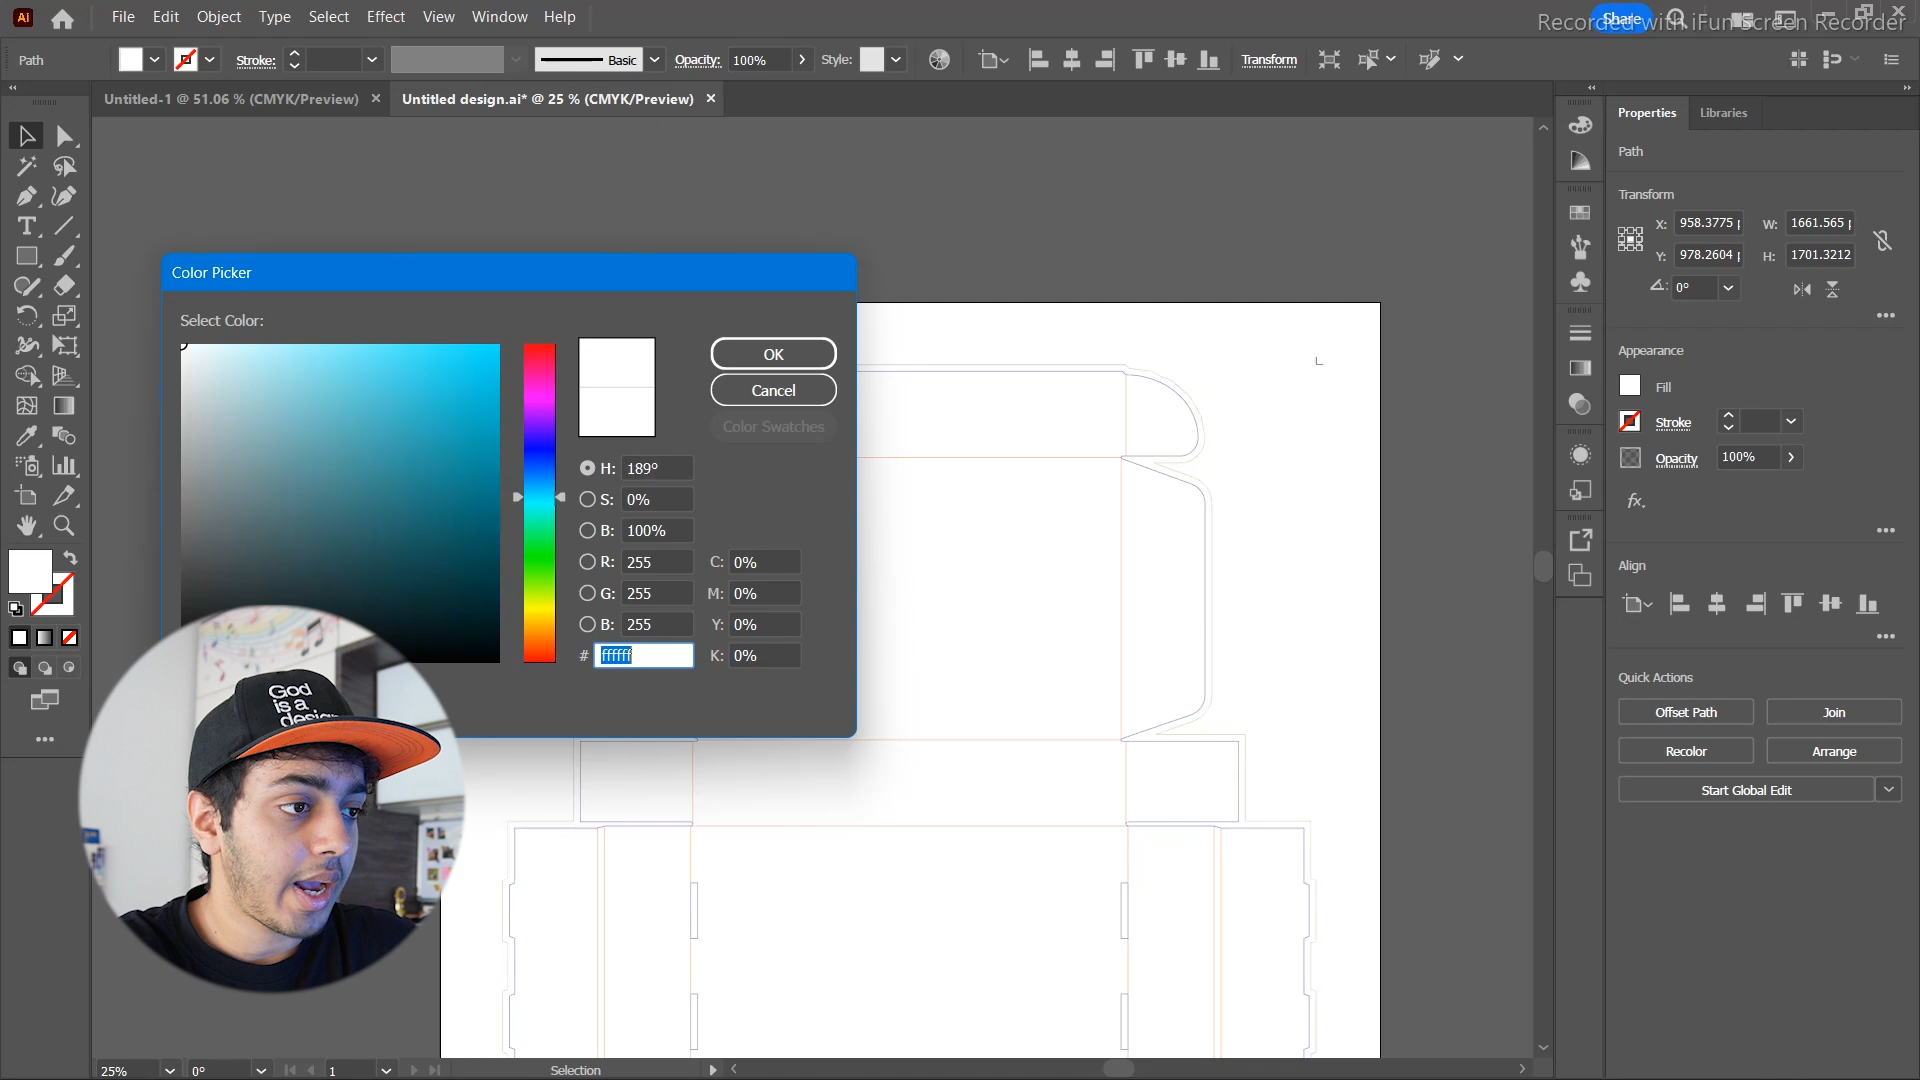 Ai File Edit Object Type Select Effect View Window Help Share
Recorded with iFun Screen Recorder
Path Stroke: Basic Opacity: 100% Style: Transform
Untitled-1 @ 51.06 % (CMYK/Preview) Untitled design.ai* @ 25 % (CMYK/Preview)
Properties Libraries
Path
Transform
X: 958.3775 p W: 1661.565 p
Y: 978.2604 p H: 1701.3212
0°
Appearance
Fill
Stroke
Opacity 100%
fx.
Align
Quick Actions
Offset Path Join
Recolor Arrange
Start Global Edit
Color Picker
Select Color:
OK
Cancel
Color Swatches
H: 189º
S: 0%
B: 100%
R: 255 C: 0%
G: 255 M: 0%
B: 255 Y: 0%
# ffffff K: 0%
God
is a
design
25% 0° 1 Selection